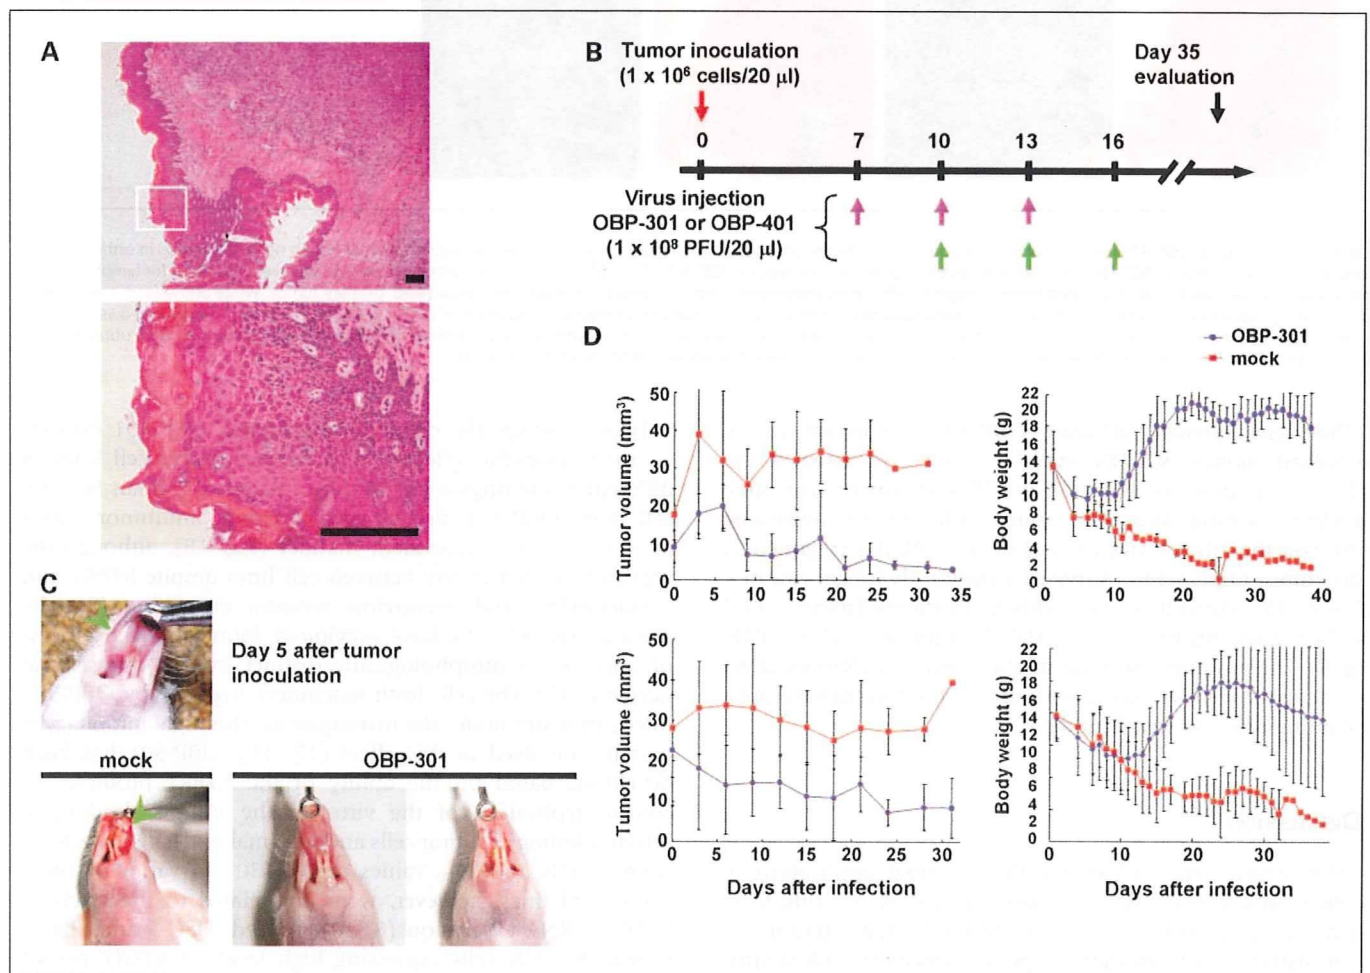 A
B
Tumor inoculation
(1 x 10⁶ cells/20 µl)
Day 35
evaluation
0 7 10 13 16
Virus injection
OBP-301 or OBP-401
(1 x 10⁸ PFU/20 µl)
C
Day 5 after tumor
inoculation
mock OBP-301
D
OBP-301
mock
Tumor volume (mm³)
50
40
30
20
10
0
0 5 10 15 20 25 30 35
Body weight (g)
22
20
18
16
14
12
10
8
6
4
2
0
0 10 20 30 40
Tumor volume (mm³)
50
40
30
20
10
0
0 5 10 15 20 25 30
Days after infection
Body weight (g)
22
20
18
16
14
12
10
8
6
4
2
0
0 10 20 30
Days after infection